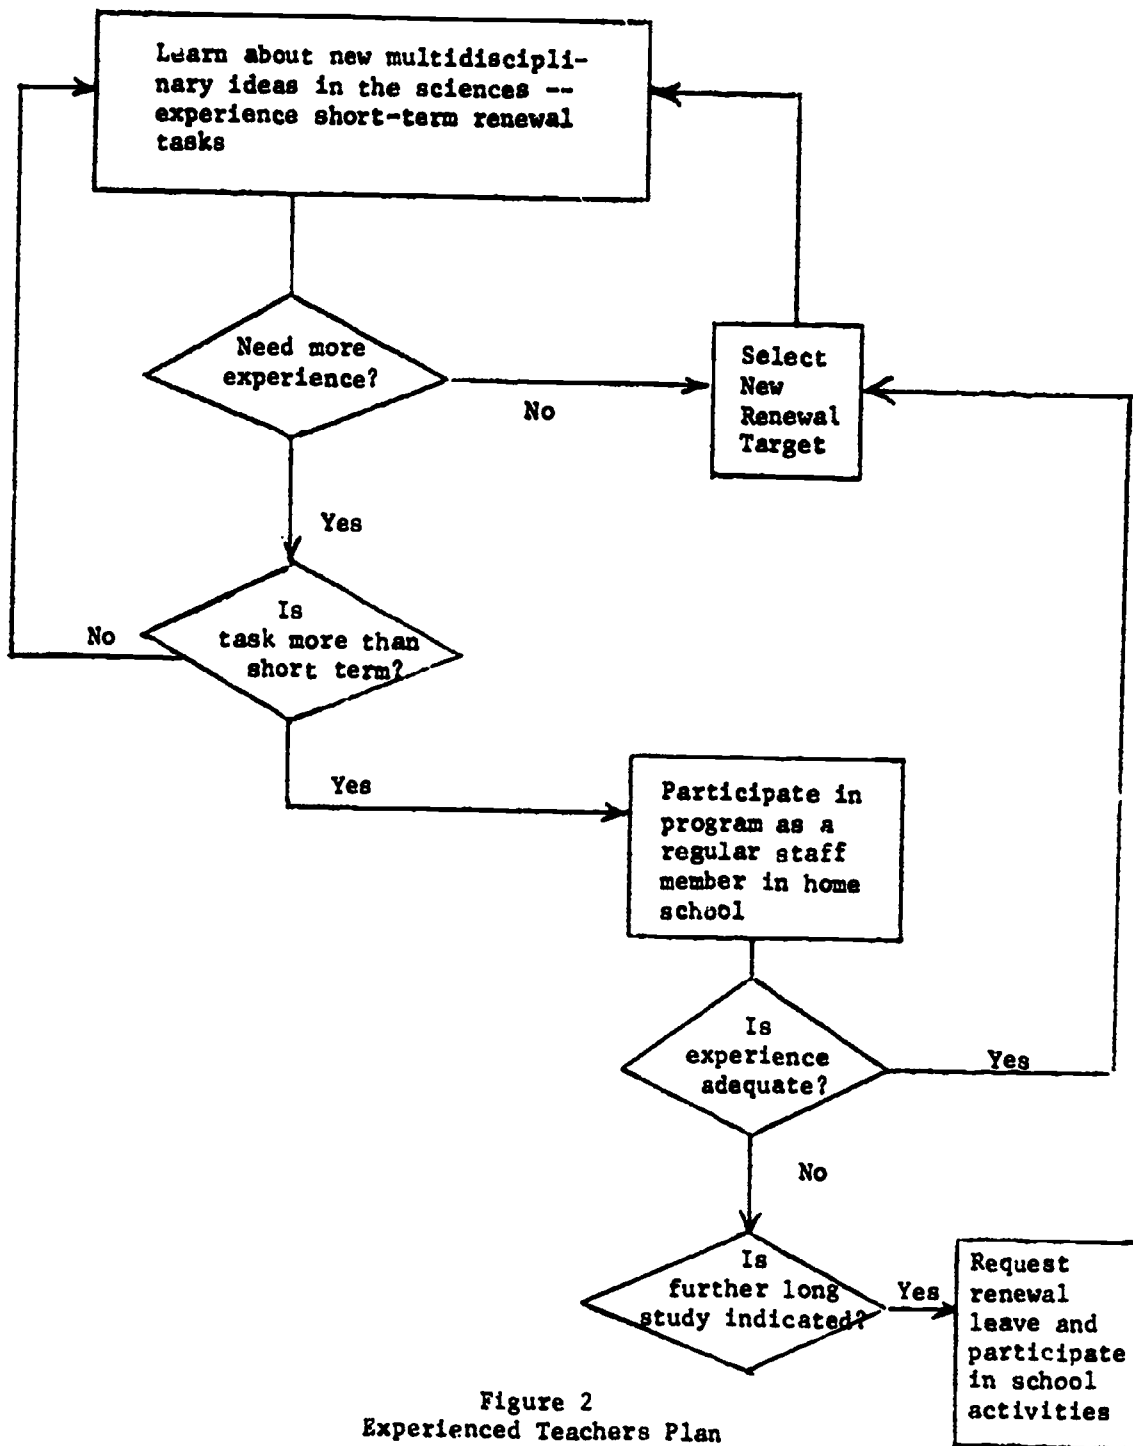 Learn about new multidiscipli-
nary ideas in the sciences --
experience short-term renewal
tasks
Need more
experience?
No
Select
New
Renewal
Target
Yes
Is
task more than
short term?
No
Yes
Participate in
program as a
regular staff
member in home
school
Is
experience
adequate?
Yes
No
Is
further long
study indicated?
Yes
Request
renewal
leave and
participate
in school
activities
Figure 2
Experienced Teachers Plan